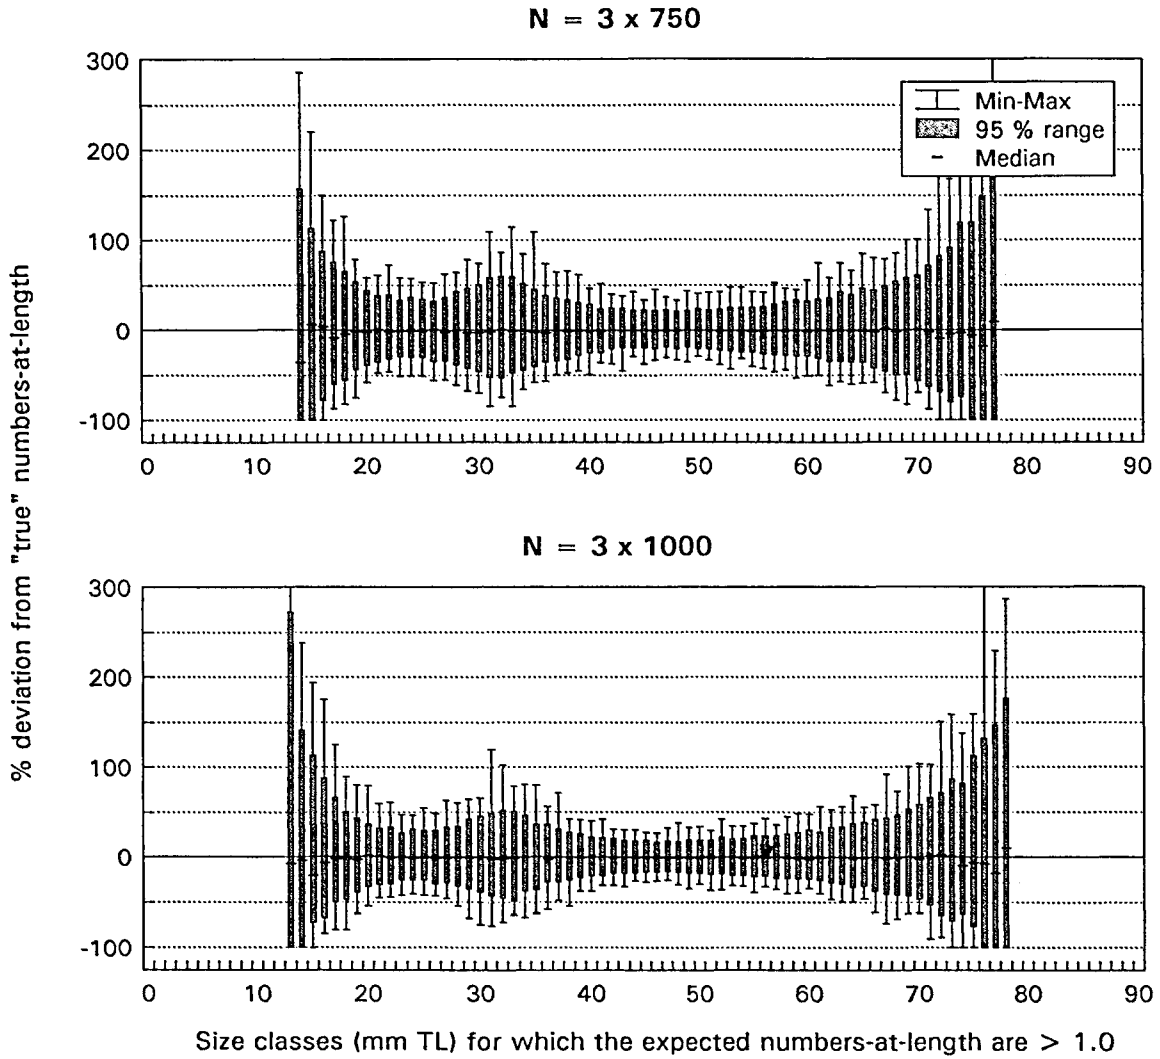 N = 3 x 750
300
200
100
0
-100
Min-Max
95 % range
Median
0 10 20 30 40 50 60 70 80 90
% deviation from "true" numbers-at-length
N = 3 x 1000
300
200
100
0
-100
0 10 20 30 40 50 60 70 80 90
Size classes (mm TL) for which the expected numbers-at-length are > 1.0